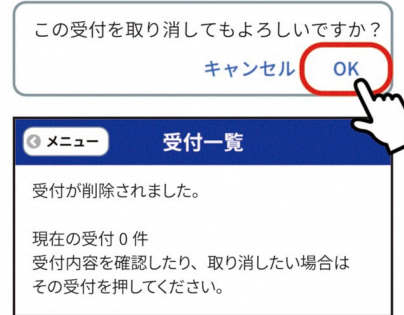 この受付を取り消してもよろしいですか?
キャンセル OK
メニュー 受付一覧
受付が削除されました。
現在の受付 0 件
受付内容を確認したり、取り消したい場合は
その受付を押してください。